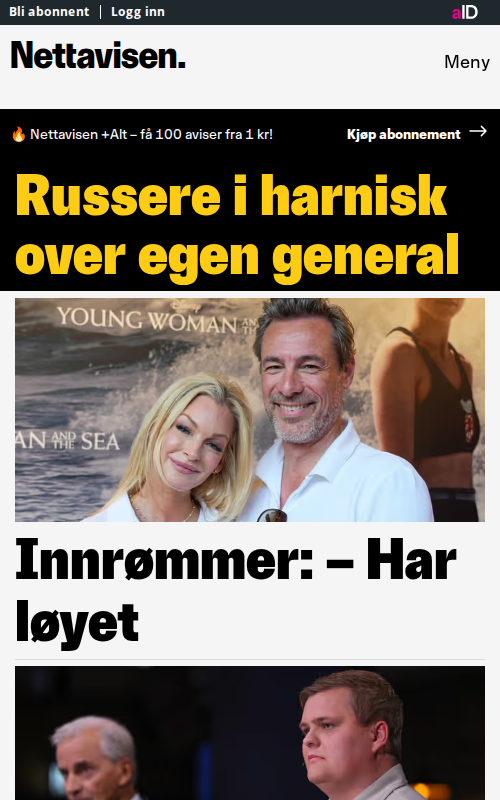 Bli abonnent | Logg inn
aID
Nettavisen.
Meny
🔥 Nettavisen +Alt – få 100 aviser fra 1 kr!
Kjøp abonnement →
Russere i harnisk
over egen general
Disney
YOUNG WOMAN AND THE
AN AND THE SEA
Innrømmer: – Har
løyet